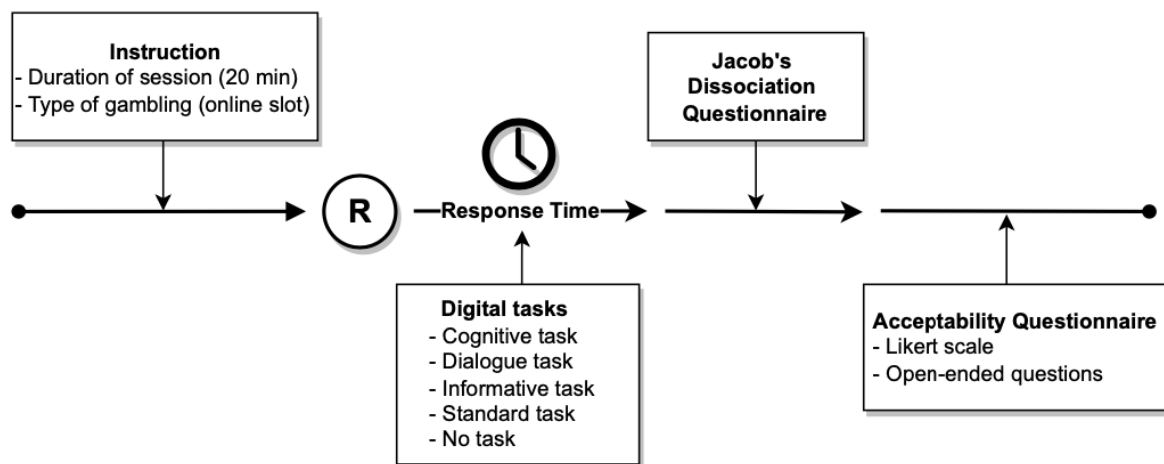 Instruction
- Duration of session (20 min)
- Type of gambling (online slot)
Jacob's
Dissociation
Questionnaire
R
Response Time
Digital tasks
- Cognitive task
- Dialogue task
- Informative task
- Standard task
- No task
Acceptability Questionnaire
- Likert scale
- Open-ended questions